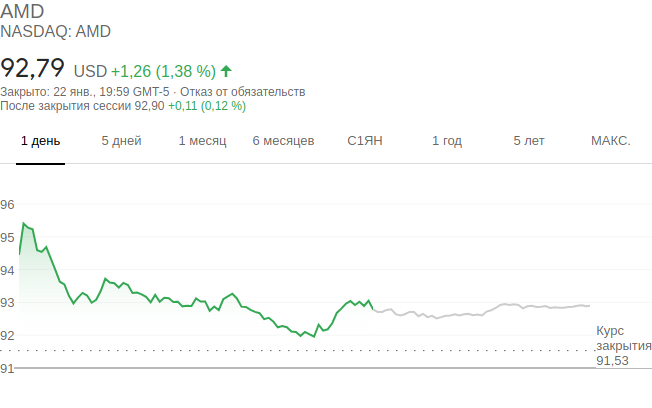 AMD
NASDAQ: AMD
92,79 USD +1,26 (1,38 %)
Закрыто: 22 янв., 19:59 GMT-5 · Отказ от обязательств
После закрытия сессии 92,90 +0,11 (0,12 %)
1 день 5 дней 1 месяц 6 месяцев С1ЯН 1 год 5 лет МАКС.
96
95
94
93
92
91
Курс
закрытия
91,53